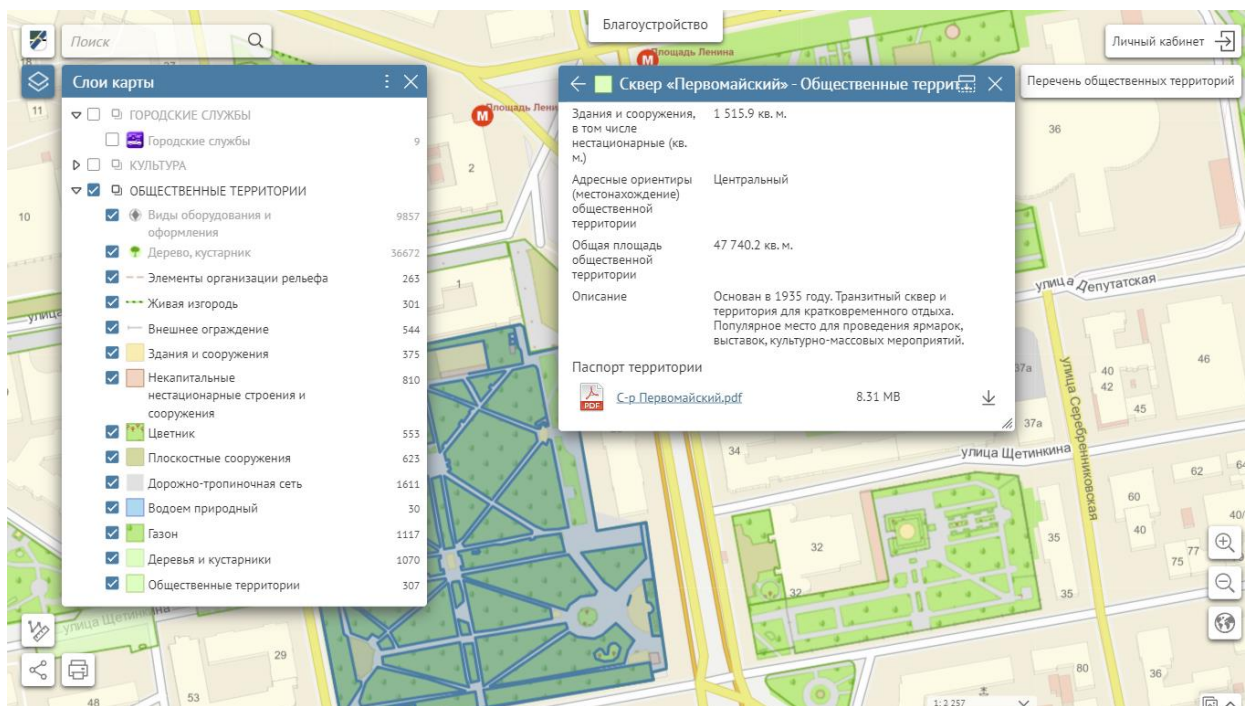 Благоустройство
Поиск
Личный кабинет
Перечень общественных территорий
Слои карты
ГОРОДСКИЕ СЛУЖБЫ
Городские службы 9
КУЛЬТУРА
ОБЩЕСТВЕННЫЕ ТЕРРИТОРИИ
Виды оборудования и
оформления 9857
Дерево, кустарник 36672
Элементы организации рельефа 263
Живая изгородь 301
Внешнее ограждение 544
Здания и сооружения 375
Некапитальные 810
нестационарные строения и
сооружения
Цветник 553
Плоскостные сооружения 623
Дорожно-тропиночная сеть 1611
Водоем природный 30
Газон 1117
Деревья и кустарники 1070
Общественные территории 307
Сквер «Первомайский» - Общественные террит
Здания и сооружения, 1 515.9 кв. м.
в том числе
нестационарные (кв.
м.)
Адресные ориентиры Центральный
(местонахождение)
общественной
территории
Общая площадь 47 740.2 кв. м.
общественной
территории
Описание Основан в 1935 году. Транзитный сквер и
территория для кратковременного отдыха.
Популярное место для проведения ярмарок,
выставок, культурно-массовых мероприятий.
Паспорт территории
PDF С-р Первомайский.pdf 8.31 MB
М
Площадь Ленина
М
Площадь Лени
11
10
2
1
36
улица Депутатская
улица
37а
40
42
45
46
37а
улица Серебренниковская
34
улица Щетинкина
62
64
60
40/
40
35
77
75
32
32
35
улица Щетинкина
29
53
48
80
36
1: 2 257